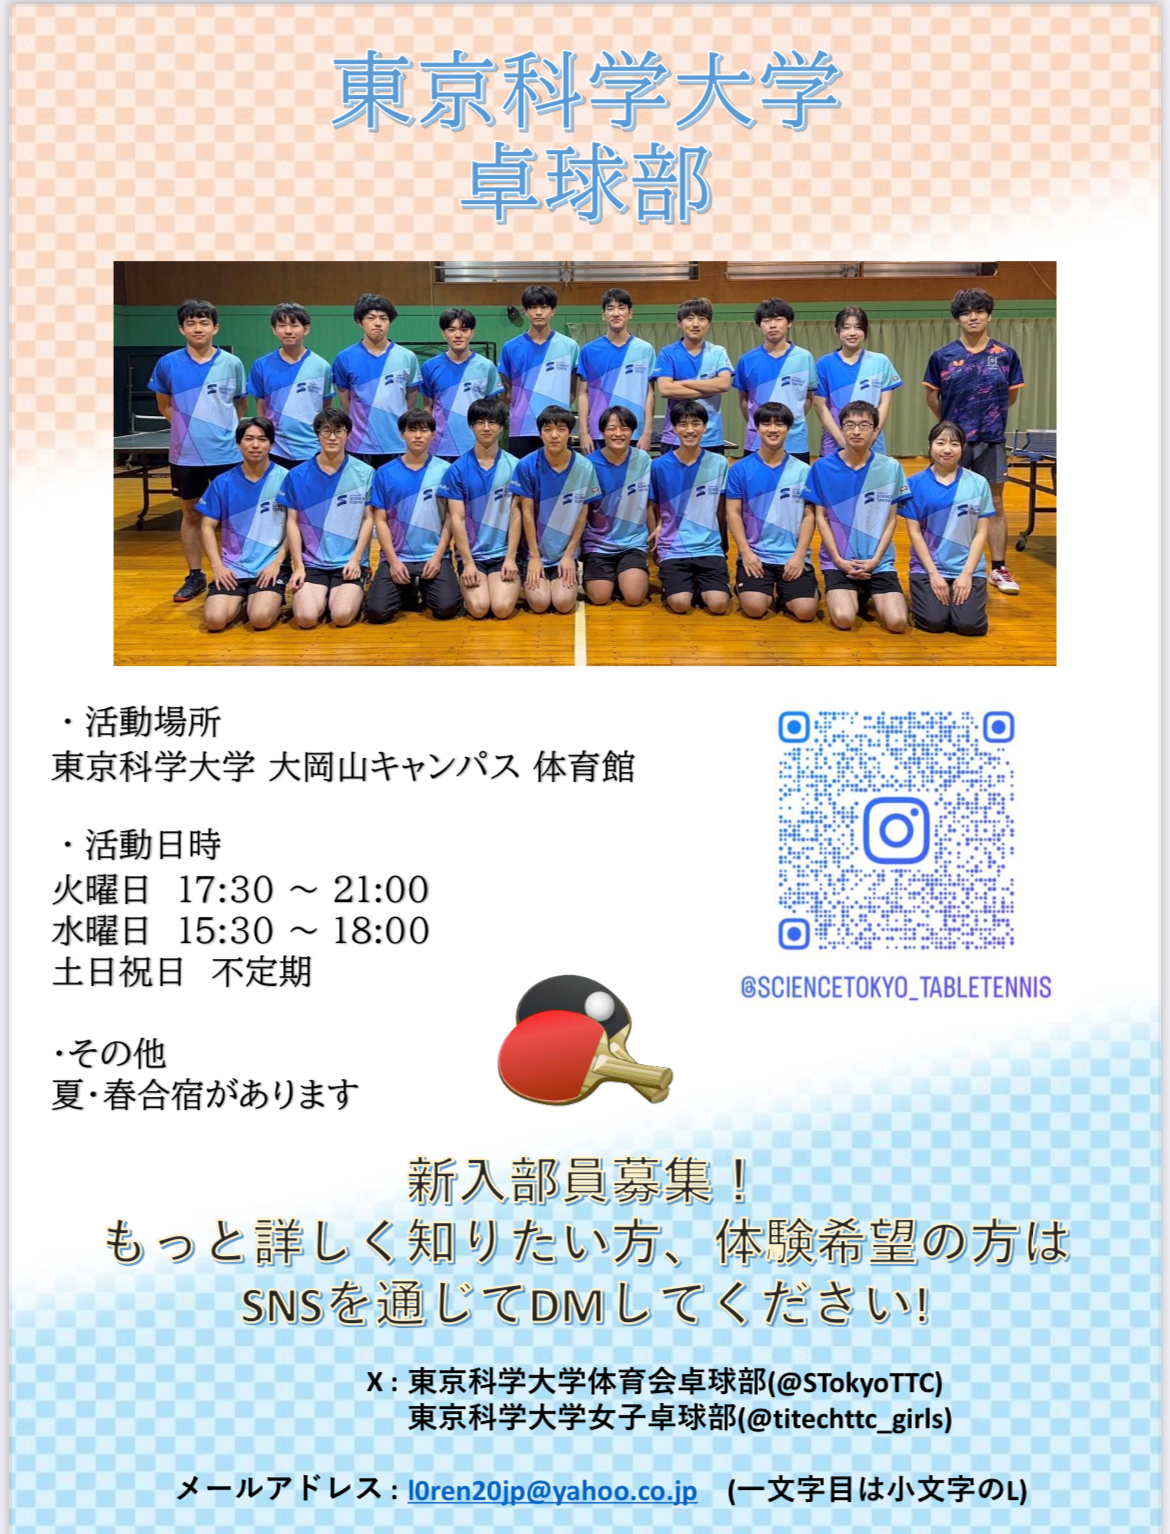 東京科学大学
卓球部
・活動場所
東京科学大学 大岡山キャンパス 体育館
・活動日時
火曜日 17:30 ～ 21:00
水曜日 15:30 ～ 18:00
土日祝日 不定期
・その他
夏・春合宿があります
@SCIENCETOKYO_TABLETENNIS
新入部員募集！
もっと詳しく知りたい方、体験希望の方は
SNSを通じてDMしてください!
X : 東京科学大学体育会卓球部(@STokyoTTC)
東京科学大学女子卓球部(@titechttc_girls)
メールアドレス : l0ren20jp@yahoo.co.jp (一文字目は小文字のL)